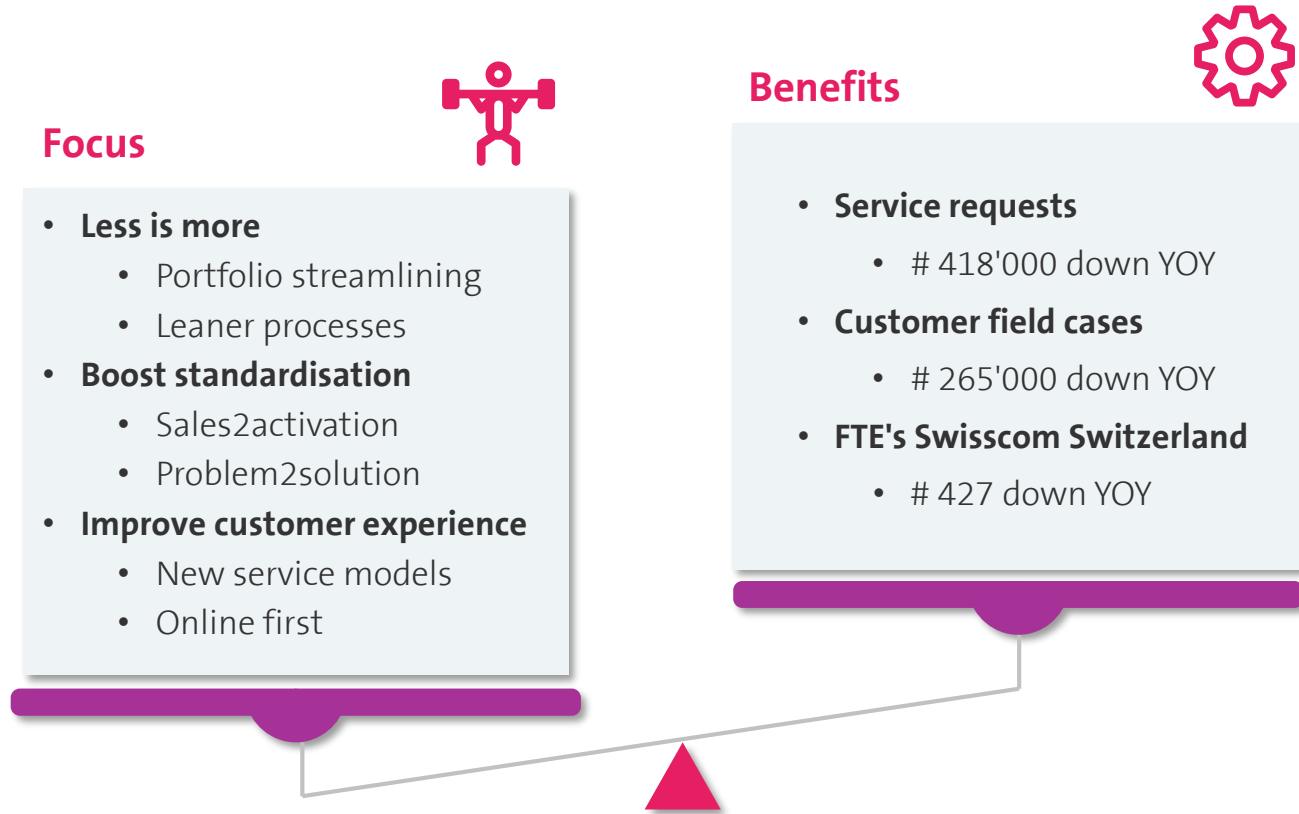 Focus
• Less is more
• Portfolio streamlining
• Leaner processes
• Boost standardisation
• Sales2activation
• Problem2solution
• Improve customer experience
• New service models
• Online first
Benefits
• Service requests
• # 418'000 down YOY
• Customer field cases
• # 265'000 down YOY
• FTE's Swisscom Switzerland
• # 427 down YOY